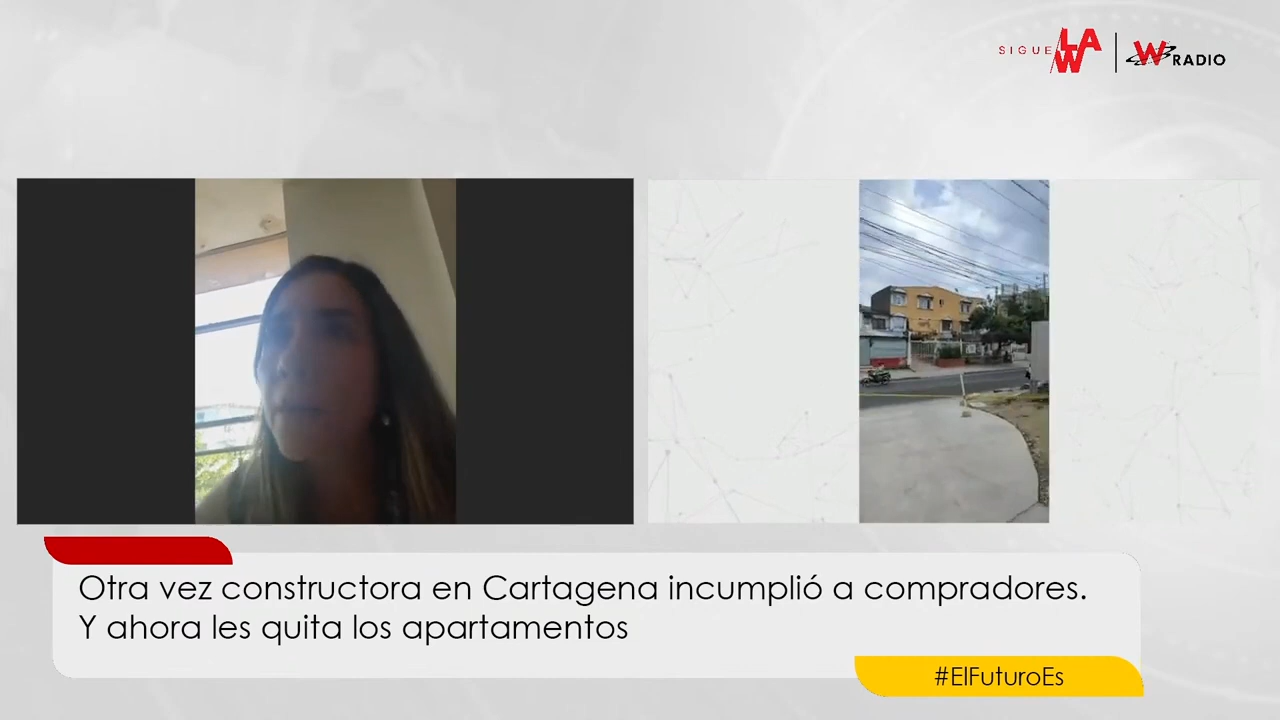 SIGUE LA W
W RADIO
Otra vez constructora en Cartagena incumplió a compradores.
Y ahora les quita los apartamentos
#ElFuturoEs